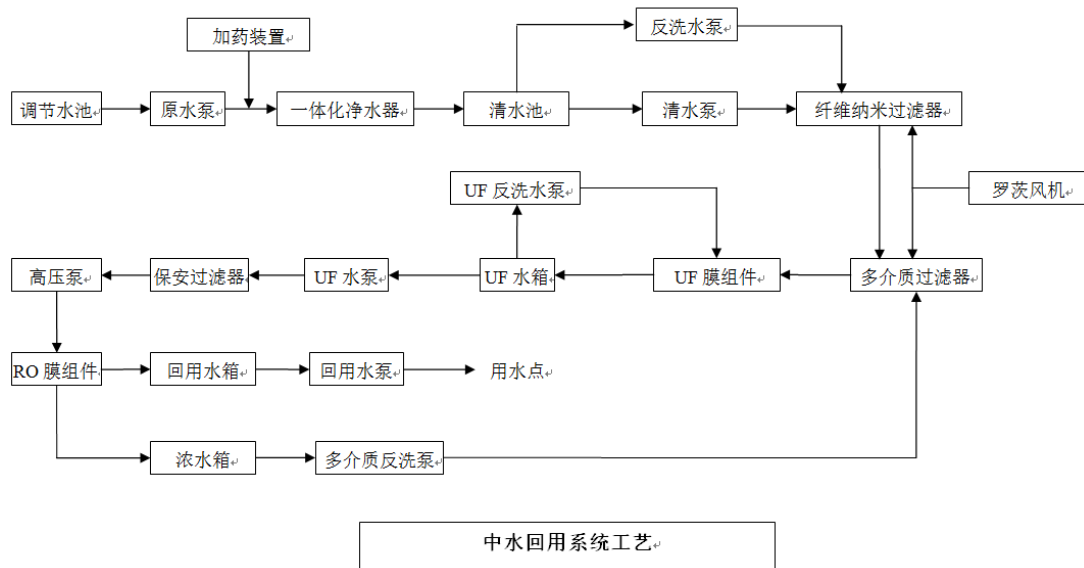 加药装置
反洗水泵
调节水池
原水泵
一体化净水器
清水池
清水泵
纤维纳米过滤器
UF 反洗水泵
罗茨风机
高压泵
保安过滤器
UF 水泵
UF 水箱
UF 膜组件
多介质过滤器
RO 膜组件
回用水箱
回用水泵
用水点
浓水箱
多介质反洗泵
中水回用系统工艺